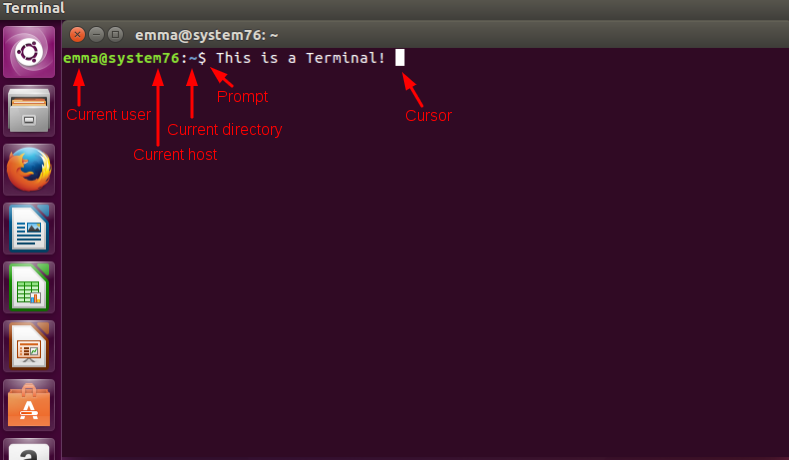 Terminal
emma@system76: ~
emma@system76:~$ This is a Terminal!
Prompt
Current user
Cursor
Current directory
Current host
a